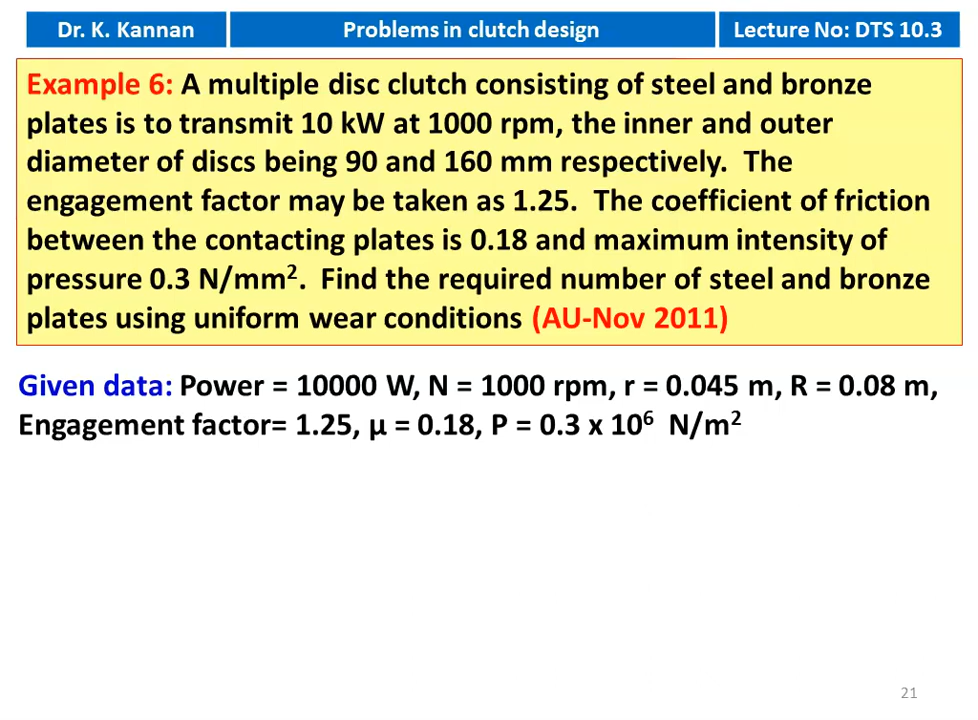 Dr. K. Kannan
Problems in clutch design
Lecture No: DTS 10.3
Example 6: A multiple disc clutch consisting of steel and bronze
plates is to transmit 10 kW at 1000 rpm, the inner and outer
diameter of discs being 90 and 160 mm respectively. The
engagement factor may be taken as 1.25. The coefficient of friction
between the contacting plates is 0.18 and maximum intensity of
pressure 0.3 N/mm². Find the required number of steel and bronze
plates using uniform wear conditions (AU-Nov 2011)
Given data: Power = 10000 W, N = 1000 rpm, r = 0.045 m, R = 0.08 m,
Engagement factor= 1.25, μ = 0.18, P = 0.3 x 10⁶ N/m²
21